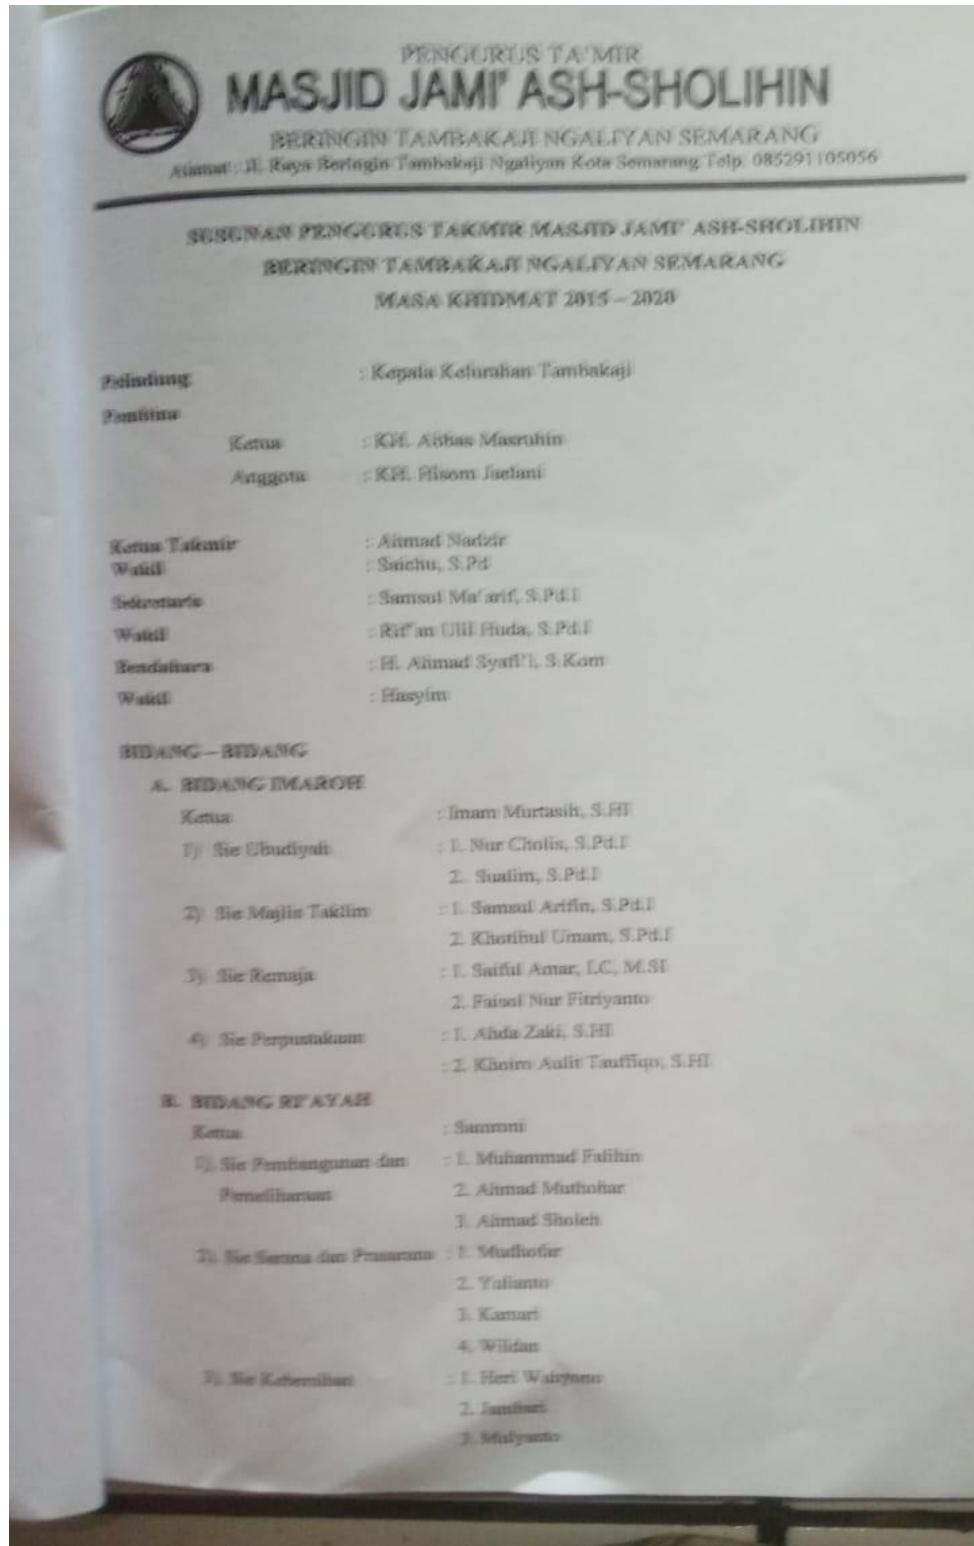 PENGURUS TA'MIR
MASJID JAMI' ASH-SHOLIHIN
BERINGIN TAMBAKAJI NGALIYAN SEMARANG
Alamat : Jl. Raya Beringin Tambakaji Ngaliyan Kota Semarang Telp. 085291105056
SUSUNAN PENGURUS TAKMIR MASJID JAMI' ASH-SHOLIHIN
BERINGIN TAMBAKAJI NGALIYAN SEMARANG
MASA KHIDMAT 2015 – 2020
Pelindung : Kepala Kelurahan Tambakaji
Pembina
Ketua : KH. Abbas Masruhin
Anggota : KH. Hisom Jaelani
Ketua Takmir : Ahmad Nadzir
Wakil : Saichu, S.Pd
Sekretaris : Samsul Ma'arif, S.Pd.I
Wakil : Rif'an Ulil Huda, S.Pd.I
Bendahara : H. Ahmad Syafi'i, S.Kom
Wakil : Hasyim
BIDANG – BIDANG
A. BIDANG IMAROH
Ketua : Imam Murtasih, S.HI
1) Sie Ubudiyah : 1. Nur Cholis, S.Pd.I
2. Sualim, S.Pd.I
2) Sie Majlis Taklim : 1. Samsul Arifin, S.Pd.I
2. Khotibul Umam, S.Pd.I
3) Sie Remaja : 1. Saiful Amar, LC, M.SI
2. Faisol Nur Fitriyanto
4) Sie Perpustakaan : 1. Ahda Zaki, S.HI
: 2. Khoiro Aulit Tauffiqo, S.HI
B. BIDANG RI'AYAH
Ketua : Samroni
1) Sie Pembangunan dan : 1. Muhammad Falihin
Pemeliharaan 2. Ahmad Muthohar
3. Ahmad Sholeh
2) Sie Sarana dan Prasarana : 1. Mudhofar
2. Yulianto
3. Kamari
4. Wildan
3) Sie Kebersihan : 1. Heri Wahyono
2. Jambari
3. Mulyanto